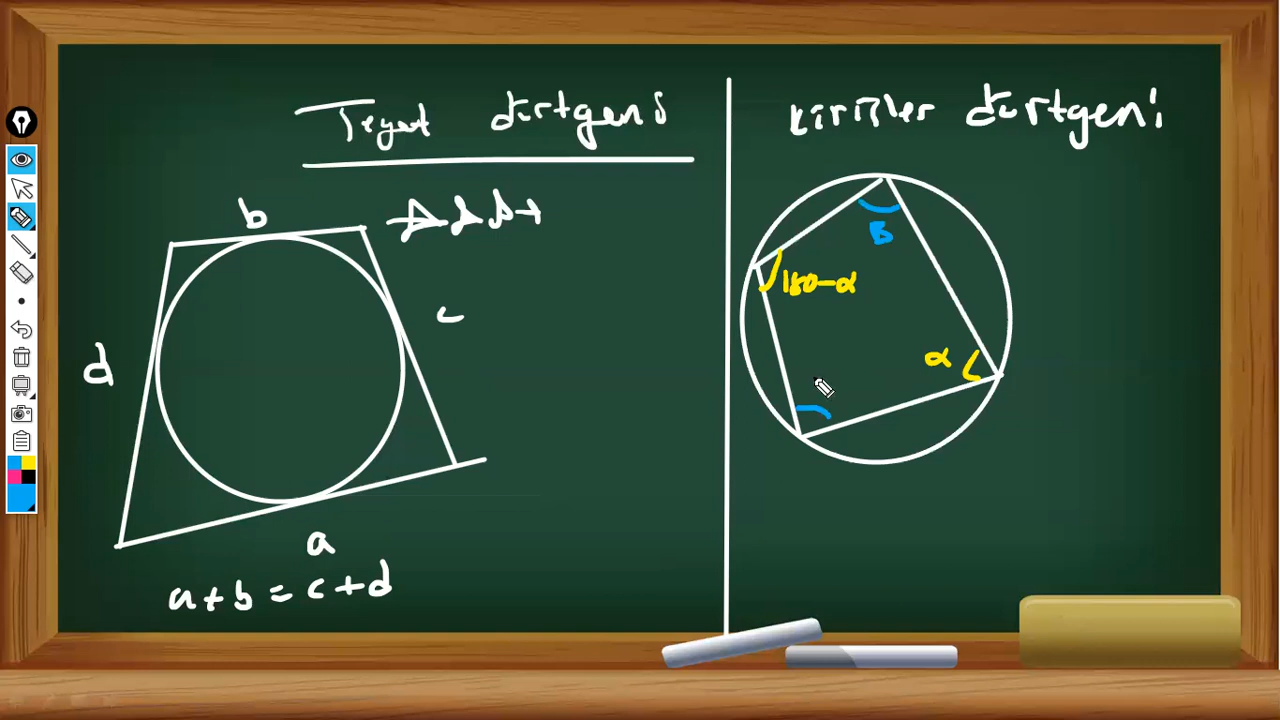 Teğet dörtgeni
b
c
d
a
a+b=c+d
Kirişler dörtgeni
B
180-α
α